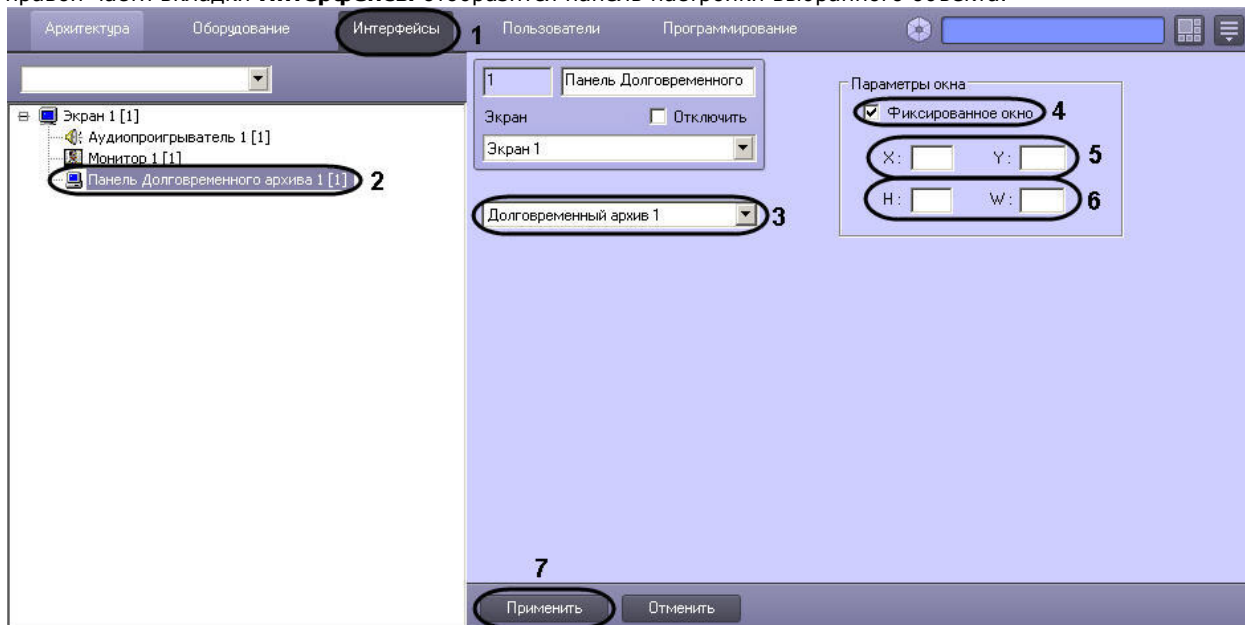 правой части вкладки Интерфейсы отобразится панель настройки выбранного объекта.
Архитектура Оборудование Интерфейсы 1 Пользователи Программирование
1 Панель Долговременного
Экран Отключить
Экран 1
Параметры окна
Фиксированное окно 4
X: Y: 5
H: W: 6
Экран 1 [1]
Аудиопроигрыватель 1 [1]
Монитор 1 [1]
Панель Долговременного архива 1 [1] 2
Долговременный архив 1 3
7
Применить Отменить